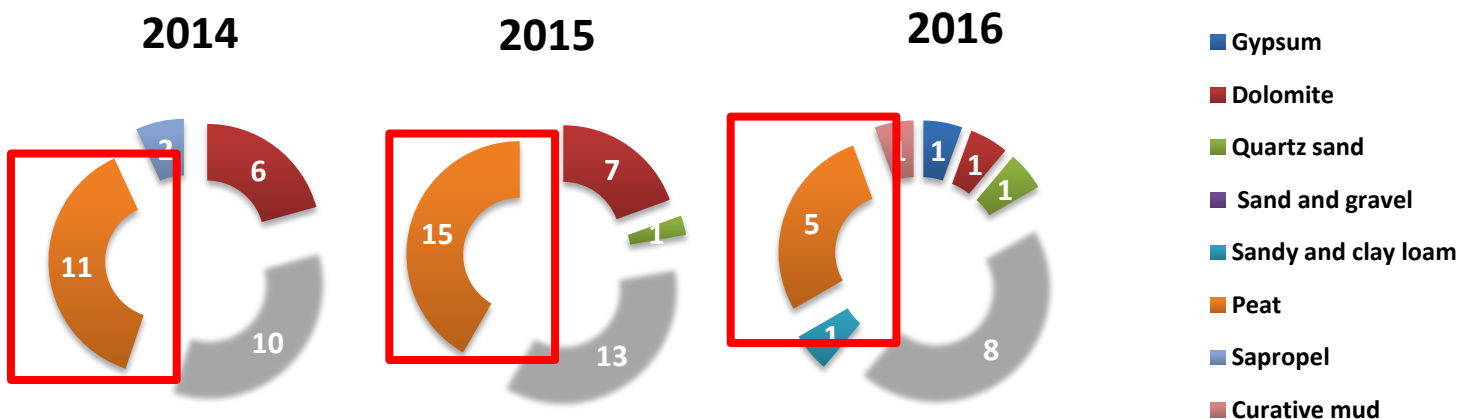 2014
2015
2016
2
6
11
10
7
1
15
13
1
1
1
1
5
1
8
Gypsum
Dolomite
Quartz sand
Sand and gravel
Sandy and clay loam
Peat
Sapropel
Curative mud